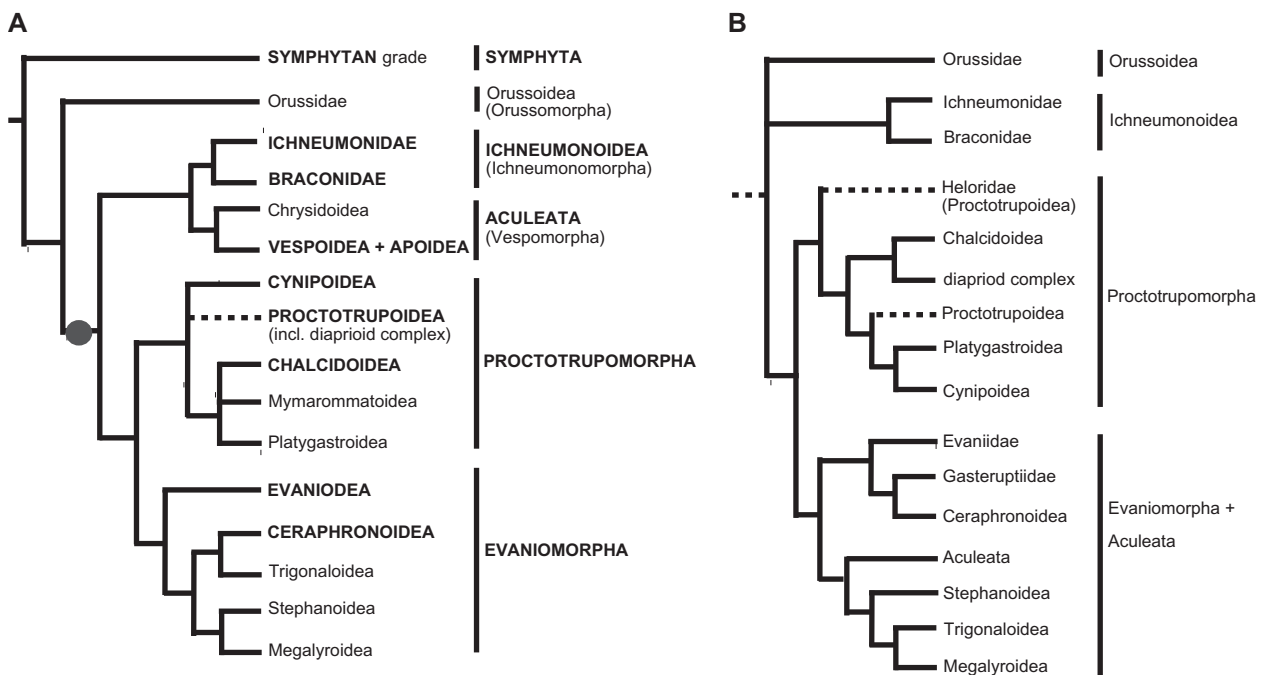 A
SYMPHYTAN grade
SYMPHYTA
Orussidae
Orussoidea
(Orussomorpha)
ICHNEUMONIDAE
BRACONIDAE
ICHNEUMONOIDEA
(Ichneumonomorpha)
Chrysidoidea
VESPOIDEA + APOIDEA
ACULEATA
(Vespomorpha)
CYNIPOIDEA
PROCTOTRUPOIDEA
(incl. diaprioid complex)
CHALCIDOIDEA
Mymarommatoidea
Platygastroidea
PROCTOTRUPOMORPHA
EVANIODEA
CERAPHRONOIDEA
Trigonaloidea
Stephanoidea
Megalyroidea
EVANIOMORPHA
B
Orussidae
Orussoidea
Ichneumonidae
Braconidae
Ichneumonoidea
Heloridae
(Proctotrupoidea)
Chalcidoidea
diapriod complex
Proctotrupoidea
Platygastroidea
Cynipoidea
Proctotrupomorpha
Evaniidae
Gasteruptiidae
Ceraphronoidea
Aculeata
Stephanoidea
Trigonaloidea
Megalyroidea
Evaniomorpha +
Aculeata